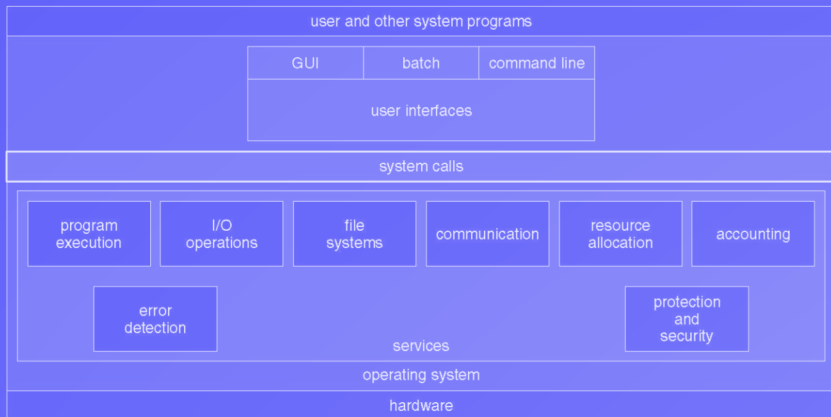 user and other system programs
GUI batch command line
user interfaces
system calls
program
execution
I/O
operations
file
systems
communication
resource
allocation
accounting
error
detection
protection
and
security
services
operating system
hardware